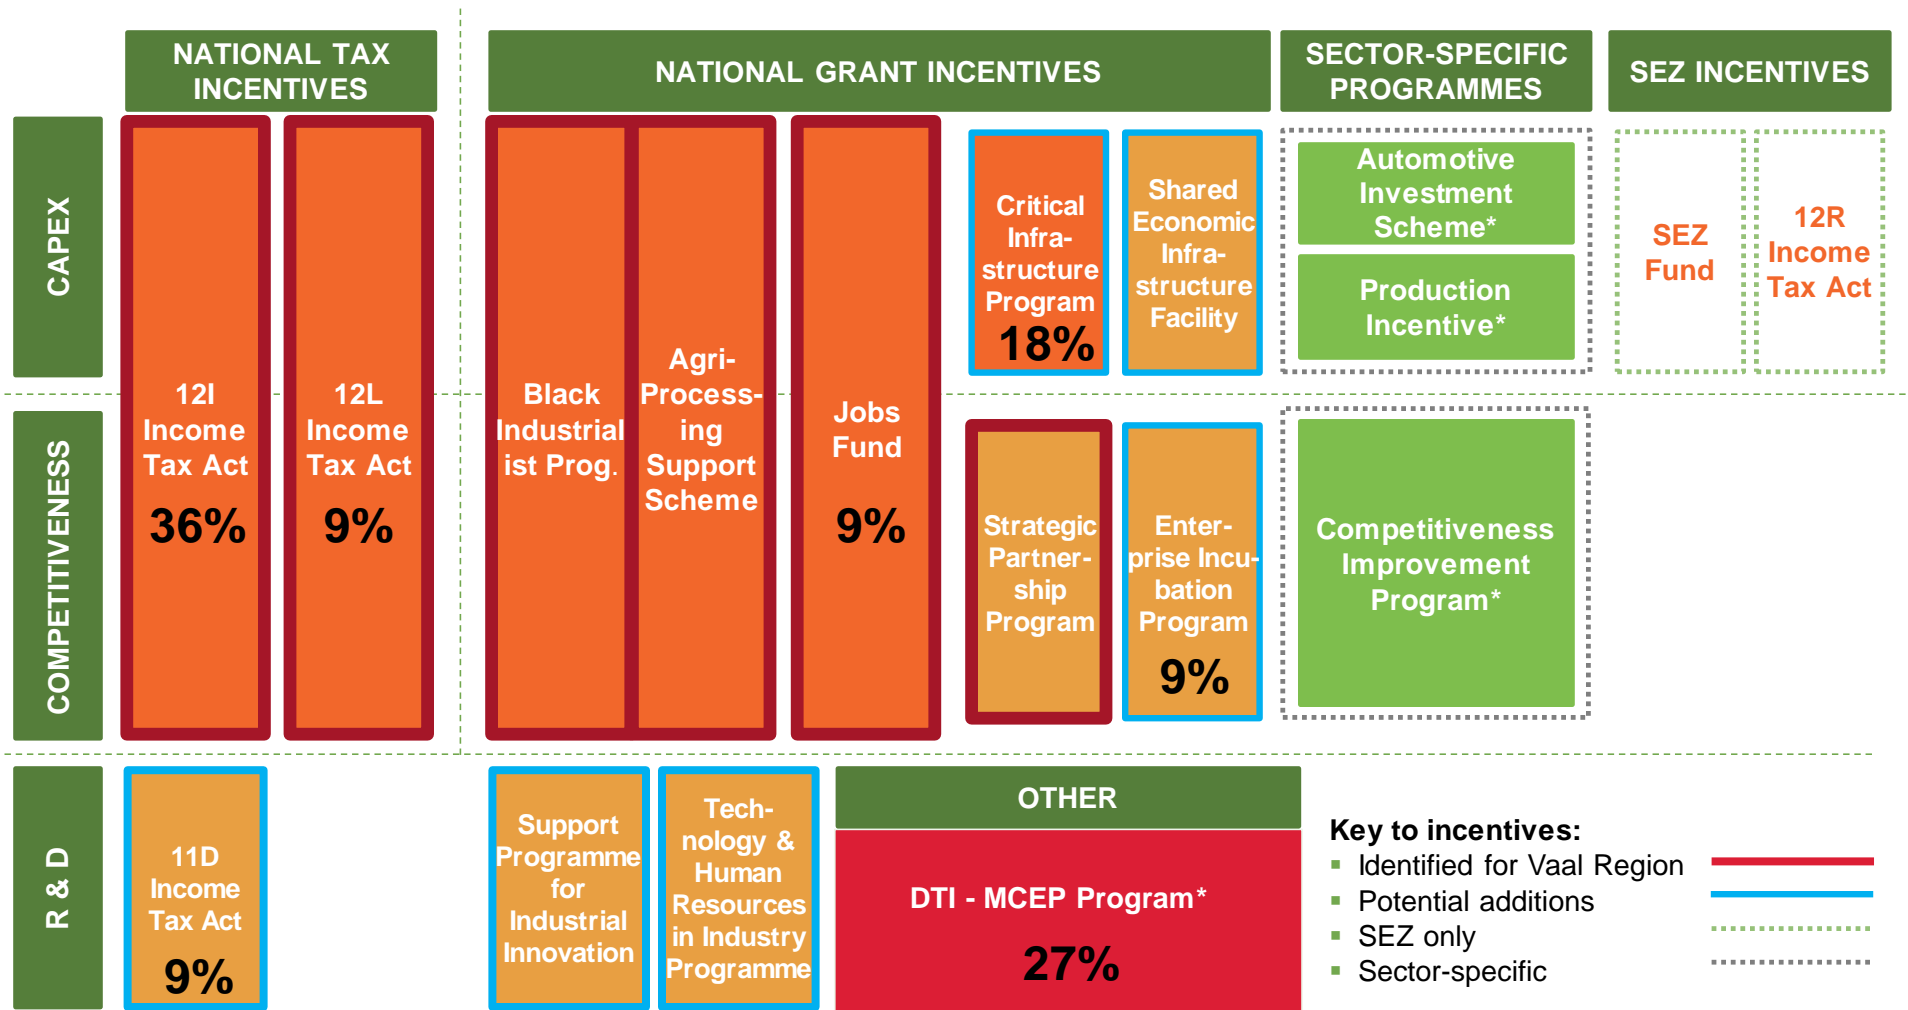 NATIONAL TAX
INCENTIVES
NATIONAL GRANT INCENTIVES
SECTOR-SPECIFIC
PROGRAMMES
SEZ INCENTIVES
CAPEX
COMPETITIVENESS
R & D
12I
Income
Tax Act
36%
12L
Income
Tax Act
9%
Black
Industrial
ist Prog.
Agri-
Process-
ing
Support
Scheme
Jobs
Fund
9%
Critical
Infra-
structure
Program
18%
Shared
Economic
Infra-
structure
Facility
Automotive
Investment
Scheme*
Production
Incentive*
SEZ
Fund
12R
Income
Tax Act
Strategic
Partner-
ship
Program
Enter-
prise Incu-
bation
Program
9%
Competitiveness
Improvement
Program*
11D
Income
Tax Act
9%
Support
Programme
for
Industrial
Innovation
Tech-
nology &
Human
Resources
in Industry
Programme
OTHER
DTI - MCEP Program*
27%
Key to incentives:
▪ Identified for Vaal Region
▪ Potential additions
▪ SEZ only
▪ Sector-specific